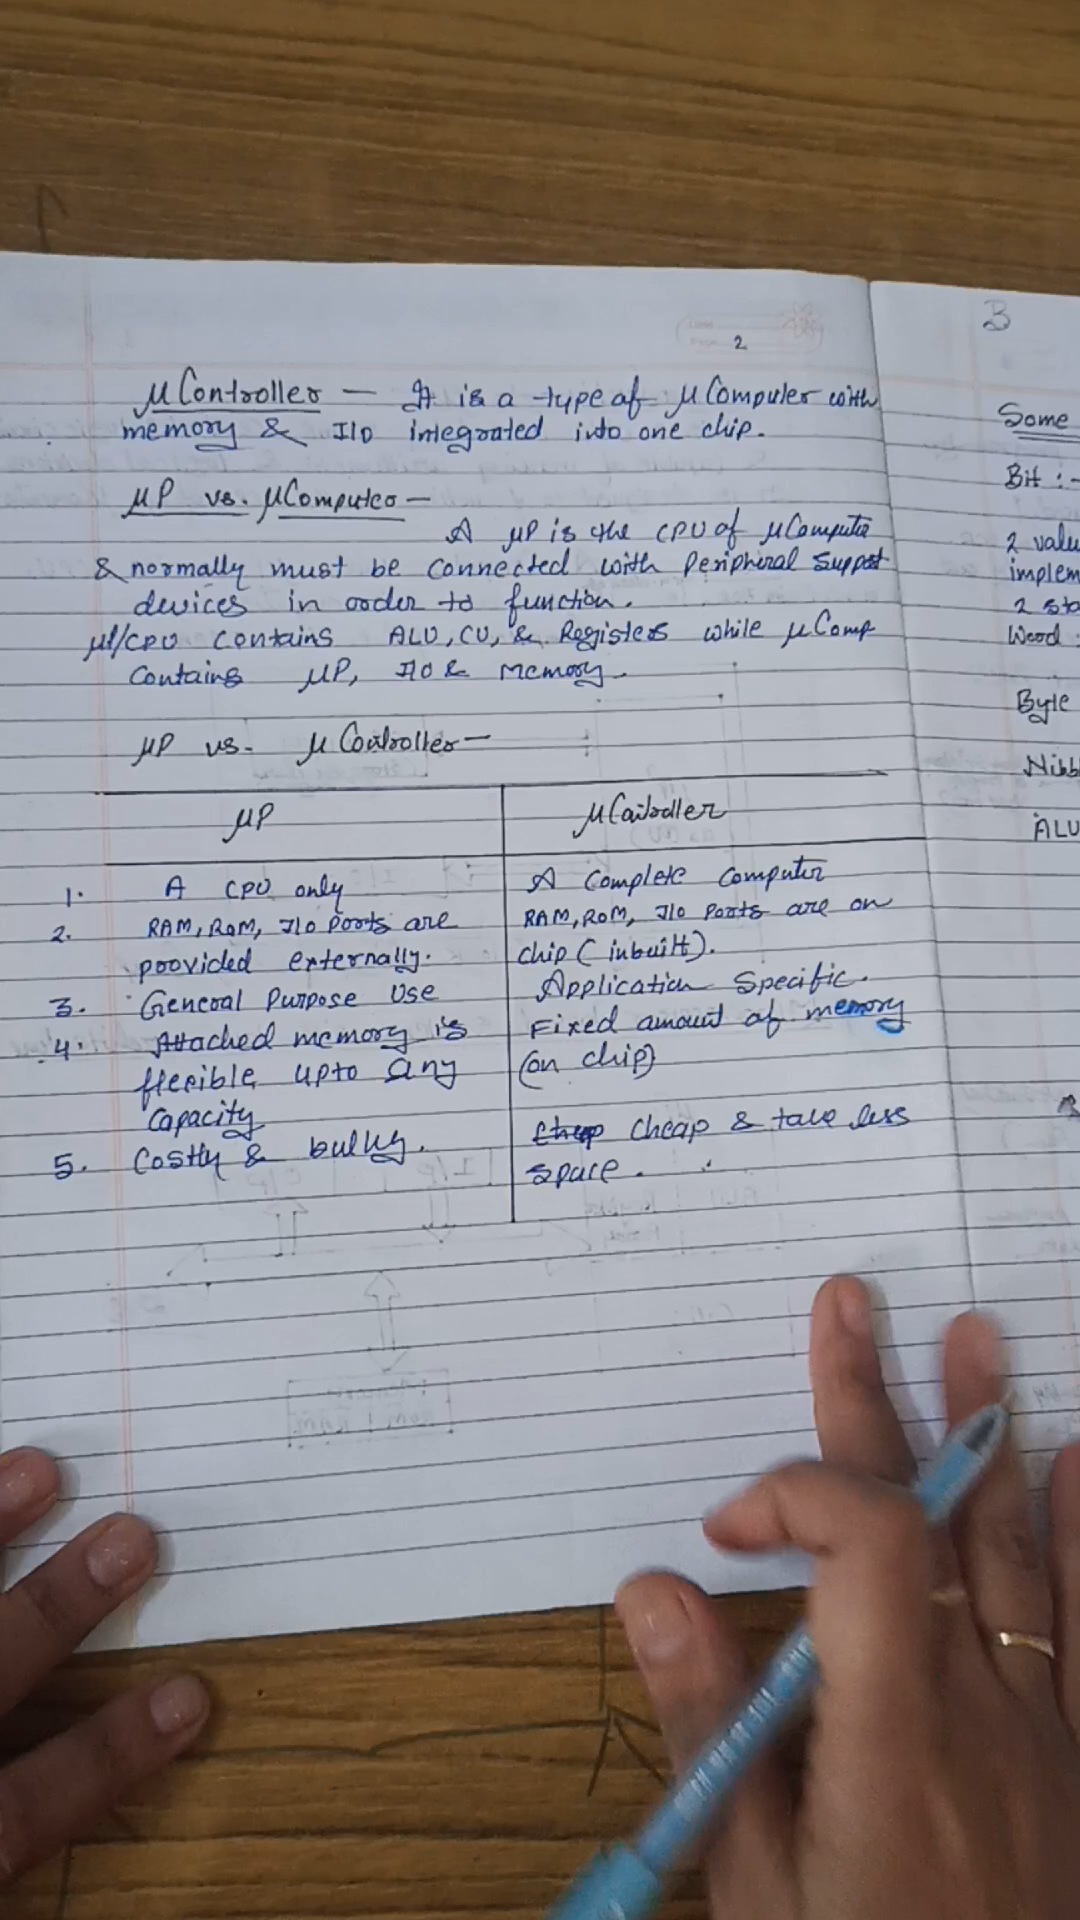 2
μController — It is a type of μComputer with
memory & I/O integrated into one chip.
μP vs. μComputer —
A μP is the CPU of μComputer
& normally must be connected with Peripheral Support
devices in order to function.
μP/CPU contains ALU, CU, & Registers while μComp
contains μP, I/O & Memory.
μP vs. μController —
μP
μController
1. A CPU only
A Complete Computer
2. RAM, ROM, I/O Ports are
provided externally.
RAM, ROM, I/O Ports are on
chip (inbuilt).
3. General Purpose Use
Application Specific.
4. Attached memory is
flexible upto any
Capacity
Fixed amount of memory
(on chip)
5. Costly & bulky.
Cheap Cheap & take less
space.
3
Some
Bit :-
2 valu
implem
2 sta
Word :
Byte
Nibb
ALU